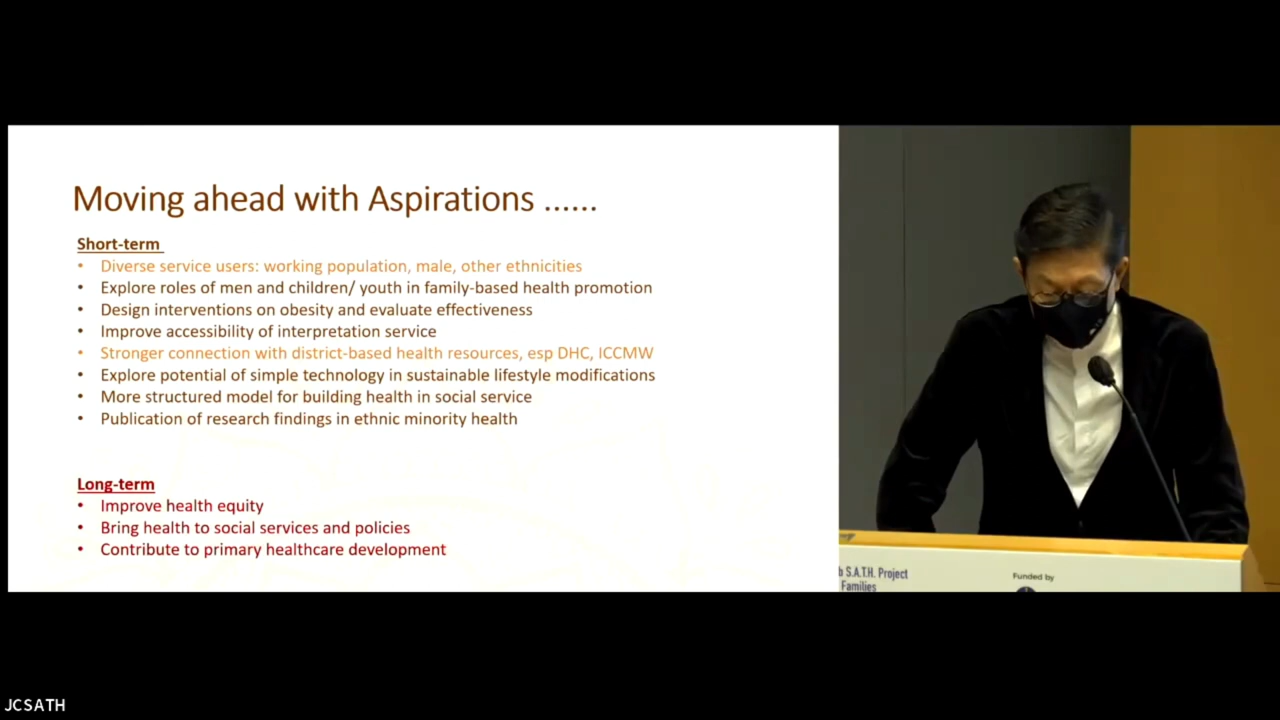 Moving ahead with Aspirations ......
Short-term
• Diverse service users: working population, male, other ethnicities
• Explore roles of men and children/ youth in family-based health promotion
• Design interventions on obesity and evaluate effectiveness
• Improve accessibility of interpretation service
• Stronger connection with district-based health resources, esp DHC, ICCMW
• Explore potential of simple technology in sustainable lifestyle modifications
• More structured model for building health in social service
• Publication of research findings in ethnic minority health
Long-term
• Improve health equity
• Bring health to social services and policies
• Contribute to primary healthcare development
b S.A.T.H. Project
Families
Funded by
JCSATH